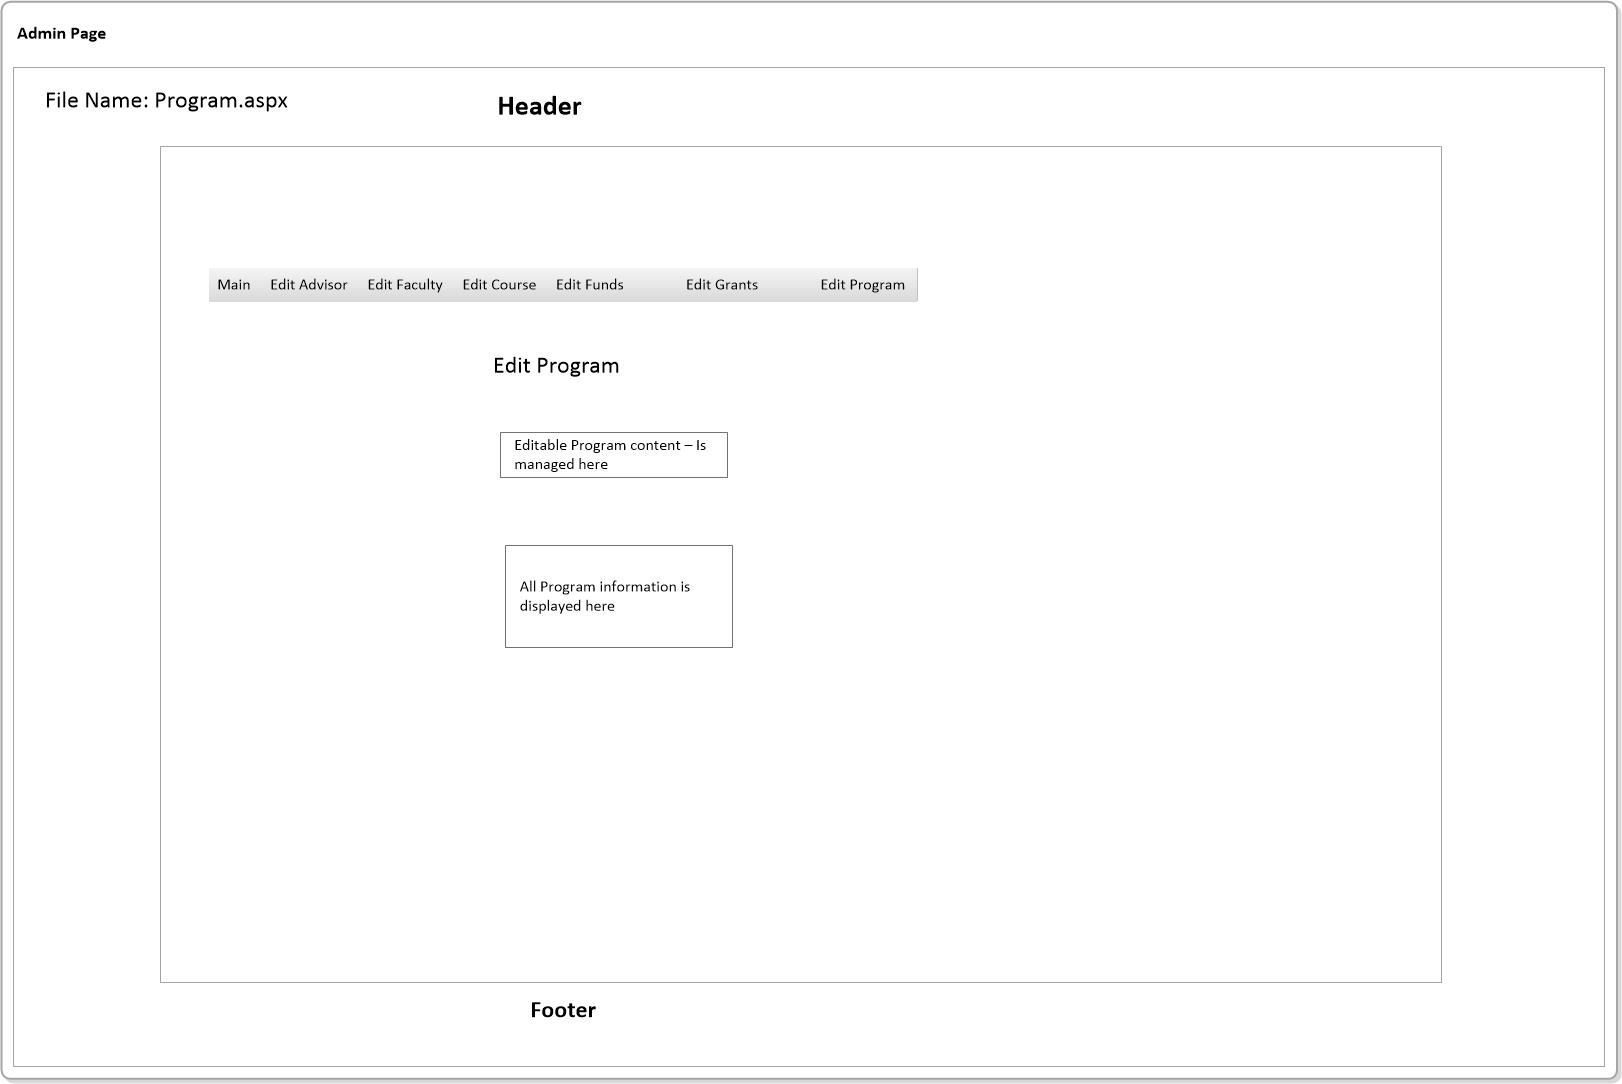 Admin Page
File Name: Program.aspx
Header
Main Edit Advisor Edit Faculty Edit Course Edit Funds Edit Grants Edit Program
Edit Program
Editable Program content – Is
managed here
All Program information is
displayed here
Footer